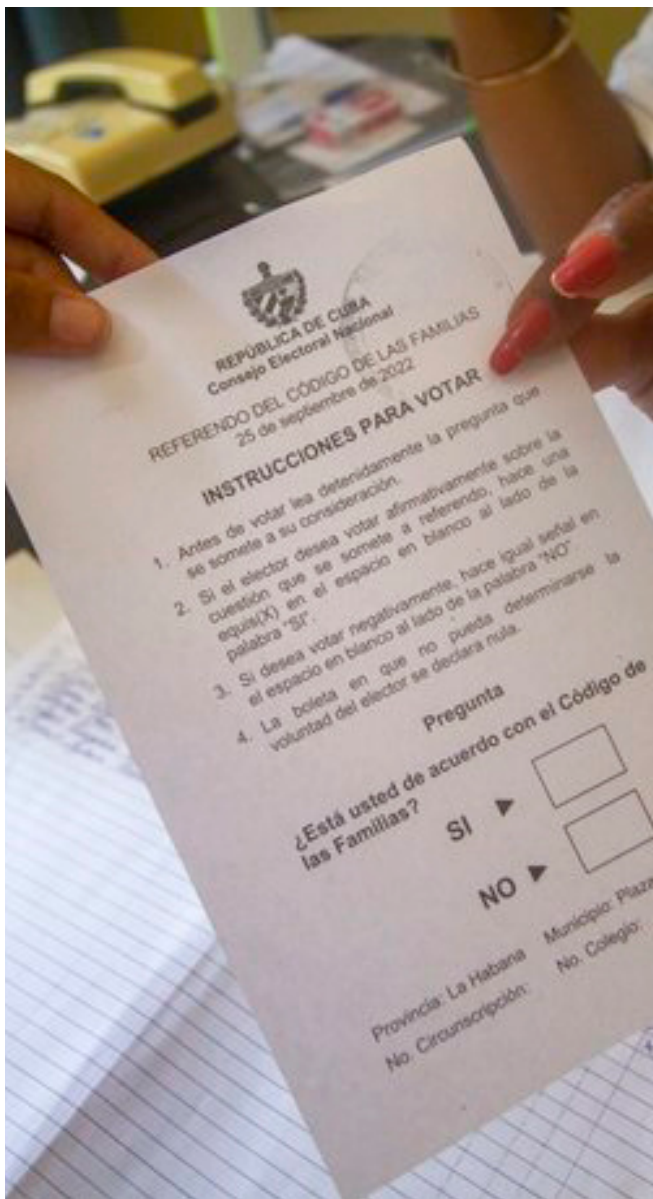 REPÚBLICA DE CUBA
Consejo Electoral Nacional
REFERENDO DEL CÓDIGO DE LAS FAMILIAS
25 de septiembre de 2022
INSTRUCCIONES PARA VOTAR
1. Antes de votar lea detenidamente la pregunta que
se somete a su consideración.
2. Si el elector desea votar afirmativamente sobre la
cuestión que se somete a referendo, hace una
equis(X) en el espacio en blanco al lado de la
palabra "SI".
3. Si desea votar negativamente, hace igual señal en
el espacio en blanco al lado de la palabra "NO"
4. La boleta en que no pueda determinarse la
voluntad del elector se declara nula.
Pregunta
¿Está usted de acuerdo con el Código de
las Familias?
SI
NO
Provincia: La Habana Municipio: Plaza
No. Circunscripción: No. Colegio: